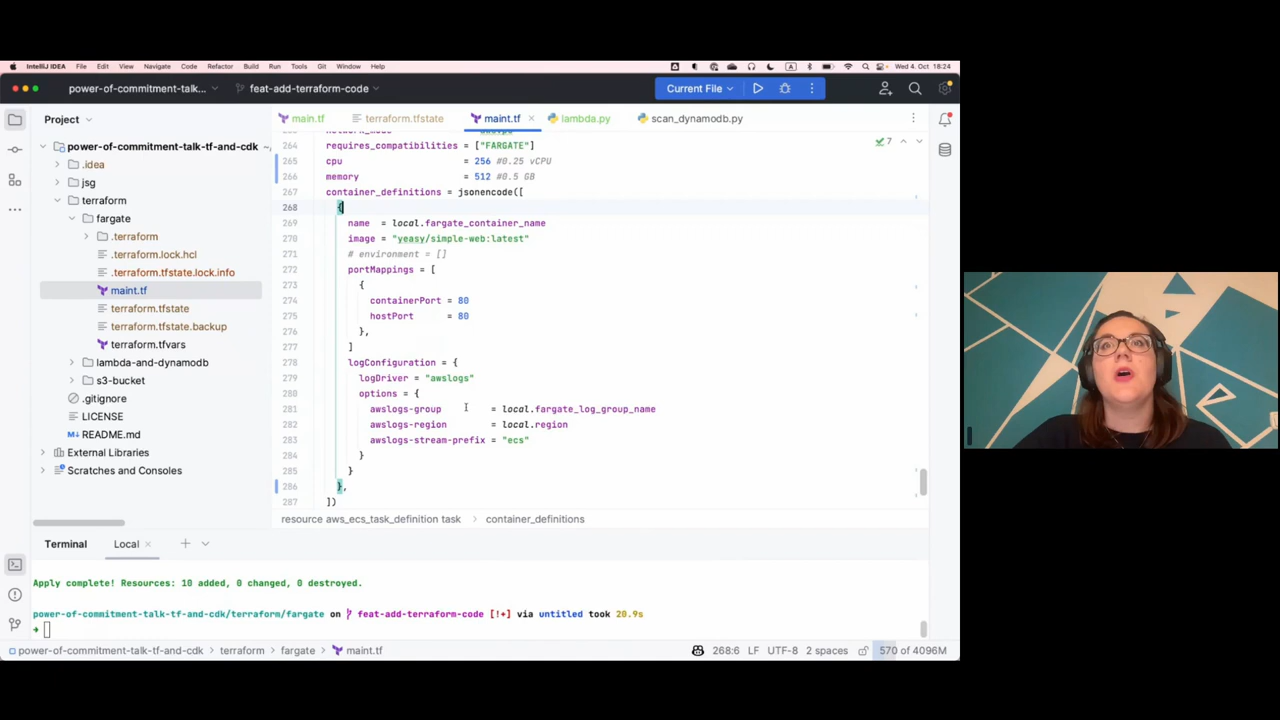 IntelliJ IDEA File Edit View Navigate Code Refactor Build Run Tools Git Window Help A Wed 4. Oct 18:24
power-of-commitment-talk... feat-add-terraform-code Current File
Project main.tf terraform.tfstate maint.tf lambda.py scan_dynamodb.py
power-of-commitment-talk-tf-and-cdk
.idea
jsg
terraform
fargate
.terraform
.terraform.lock.hcl
.terraform.tfstate.lock.info
maint.tf
terraform.tfstate
terraform.tfstate.backup
terraform.tfvars
lambda-and-dynamodb
s3-bucket
.gitignore
LICENSE
README.md
External Libraries
Scratches and Consoles
7
264 requires_compatibilities = ["FARGATE"]
265 cpu = 256 #0.25 vCPU
266 memory = 512 #0.5 GB
267 container_definitions = jsonencode([
268 {
269 name = local.fargate_container_name
270 image = "yeasy/simple-web:latest"
271 # environment = []
272 portMappings = [
273 {
274 containerPort = 80
275 hostPort = 80
276 },
277 ]
278 logConfiguration = {
279 logDriver = "awslogs"
280 options = {
281 awslogs-group = local.fargate_log_group_name
282 awslogs-region = local.region
283 awslogs-stream-prefix = "ecs"
284 }
285 }
286 },
287 ])
resource aws_ecs_task_definition task > container_definitions
Terminal Local × +
Apply complete! Resources: 10 added, 0 changed, 0 destroyed.
power-of-commitment-talk-tf-and-cdk/terraform/fargate on feat-add-terraform-code [!+] via untitled took 20.9s
➜
power-of-commitment-talk-tf-and-cdk > terraform > fargate > maint.tf 268:6 LF UTF-8 2 spaces 570 of 4096M